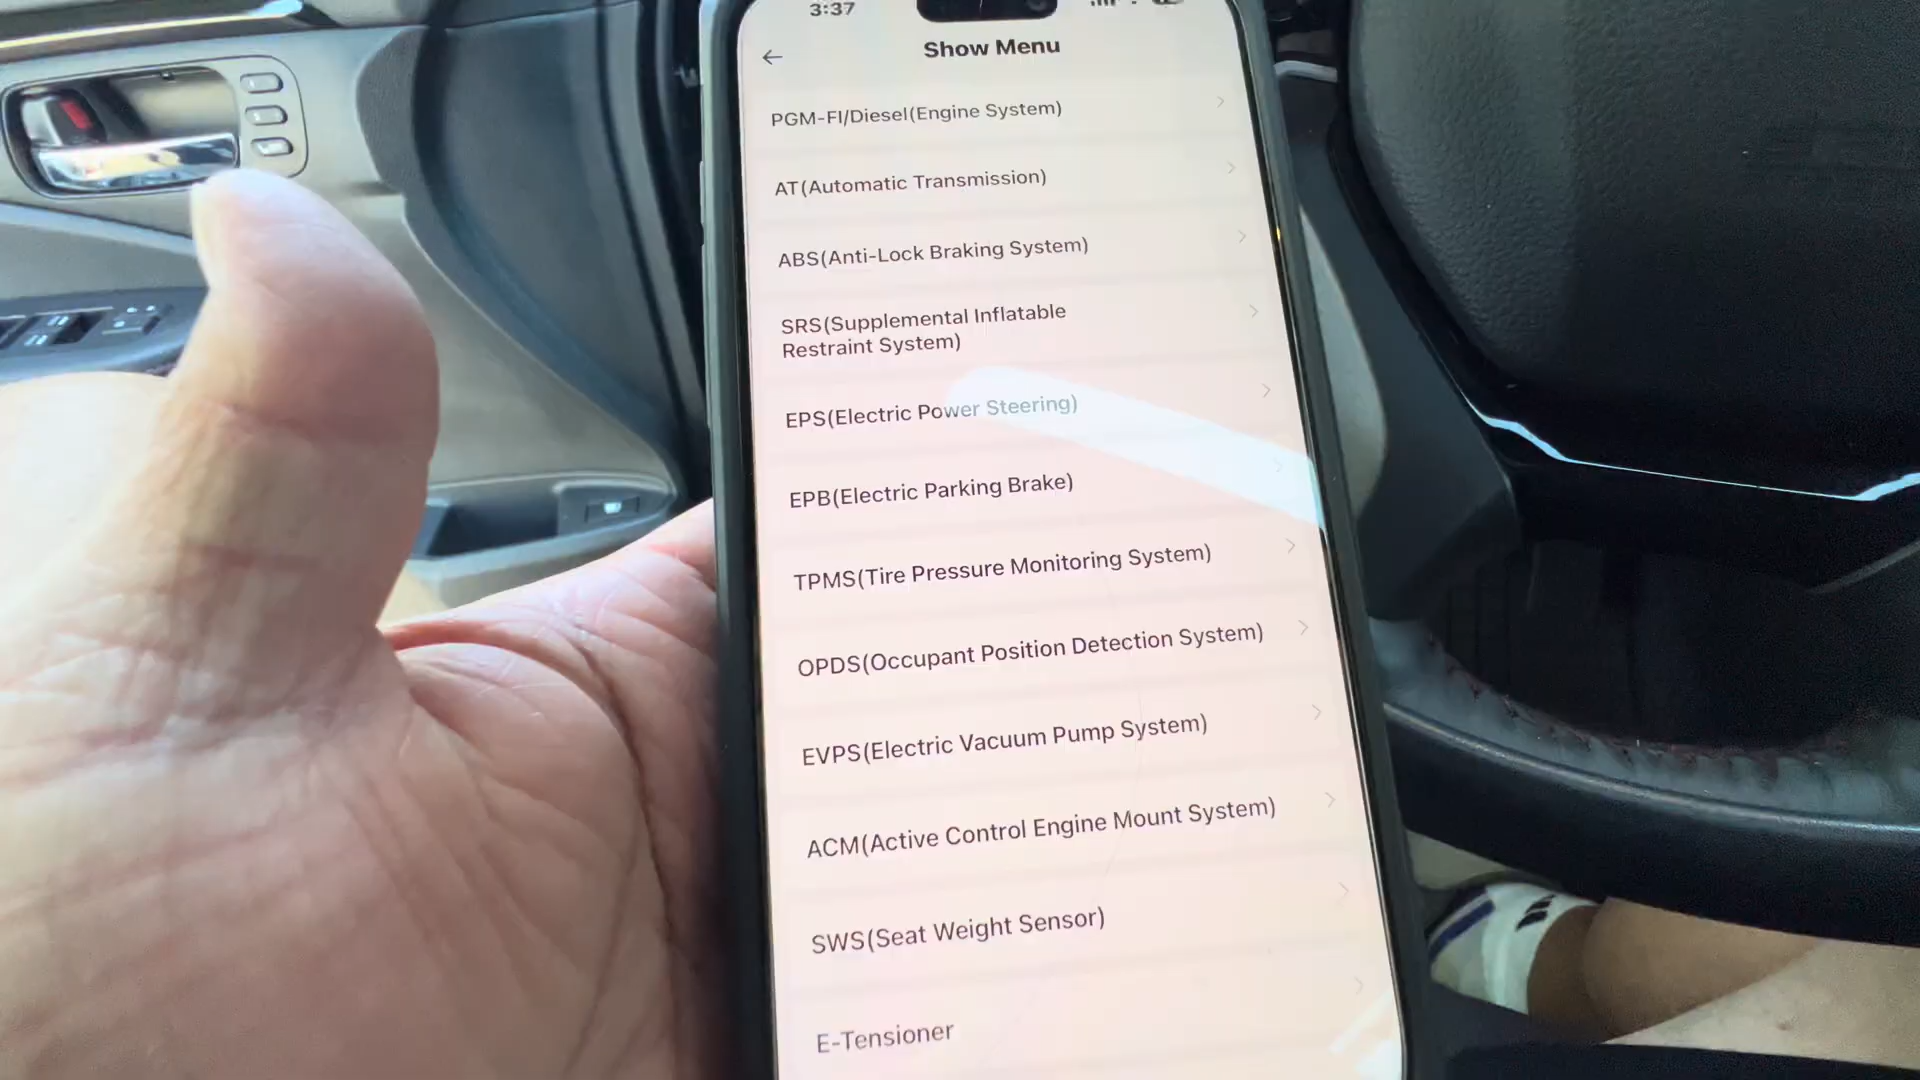 3:37
Show Menu
PGM-FI/Diesel(Engine System)
AT(Automatic Transmission)
ABS(Anti-Lock Braking System)
SRS(Supplemental Inflatable
Restraint System)
EPS(Electric Power Steering)
EPB(Electric Parking Brake)
TPMS(Tire Pressure Monitoring System)
OPDS(Occupant Position Detection System)
EVPS(Electric Vacuum Pump System)
ACM(Active Control Engine Mount System)
SWS(Seat Weight Sensor)
E-Tensioner